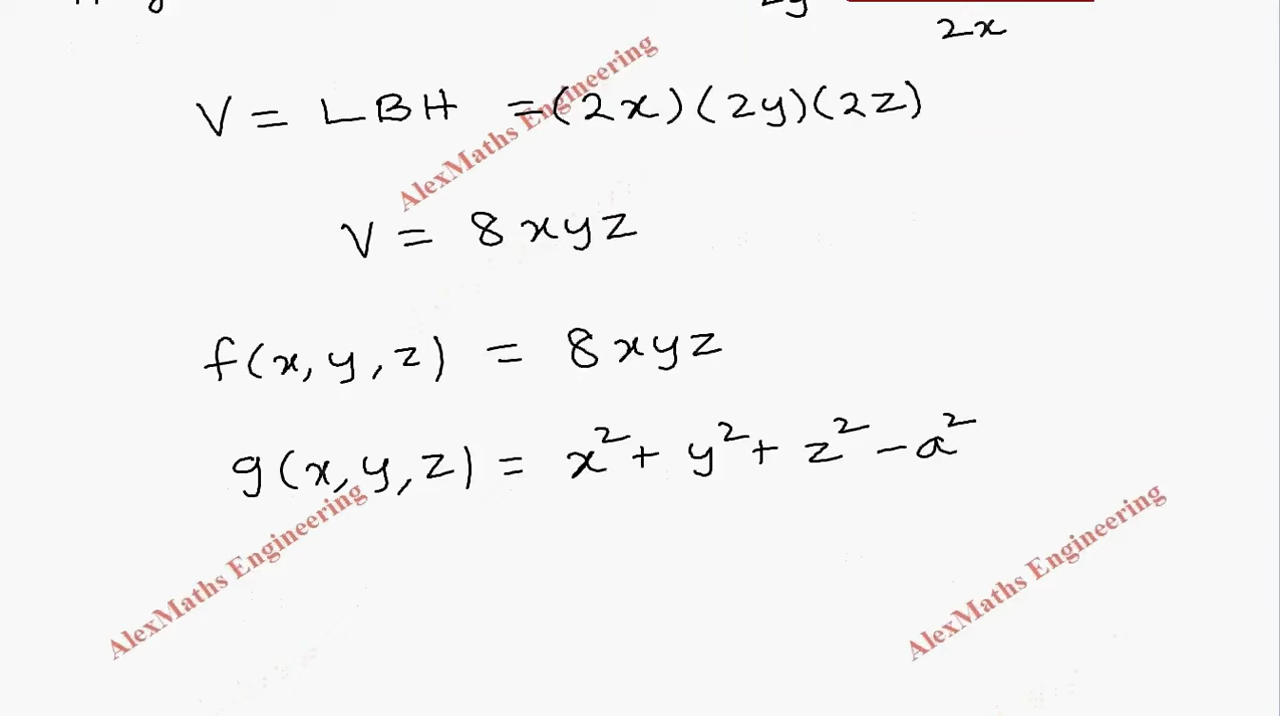 2x
V = LBH = (2x)(2y)(2z)
AlexMaths Engineering
V = 8xyz
f(x,y,z) = 8xyz
g(x,y,z) = x² + y² + z² - a²
AlexMaths Engineering
AlexMaths Engineering